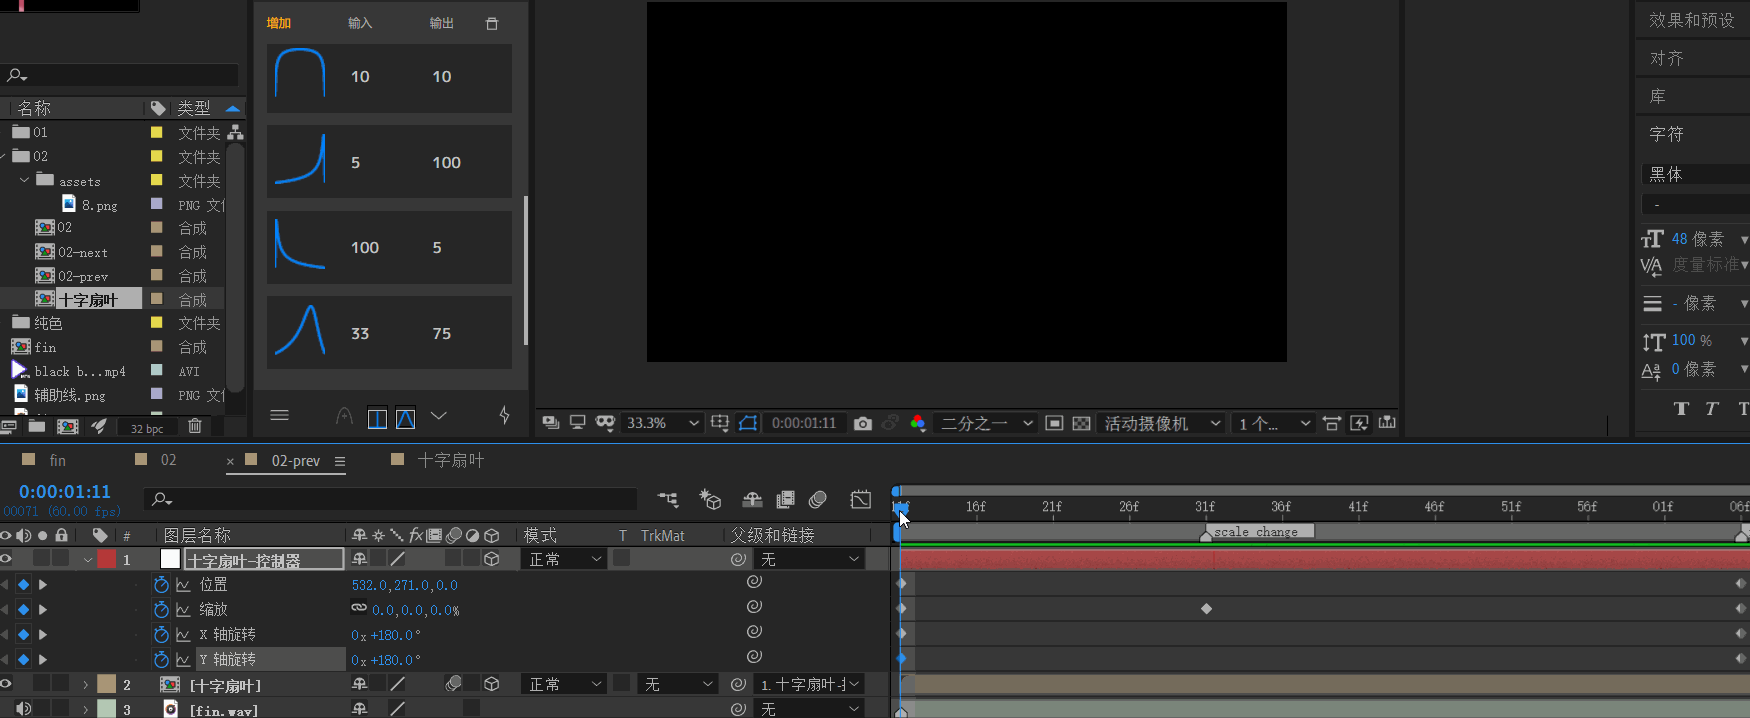 增加 输入 输出
10 10
5 100
100 5
33 75
名称 类型
01 文件夹
02 文件夹
assets 文件夹
8.png PNG 文
02 合成
02-next 合成
02-prev 合成
十字扇叶 合成
纯色 文件夹
fin 合成
black b...mp4 AVI
辅助线.png PNG 文
32 bpc
33.3% 0:00:01:11 二分之一 活动摄像机 1 个...
效果和预设
对齐
库
字符
黑体
-
48 像素
度量标准
- 像素
100 %
0 像素
T T T
fin 02 × 02-prev 十字扇叶
0:00:01:11
00071 (60.00 fps)
16f 21f 26f 31f 36f 41f 46f 51f 56f 01f 06f
scale change
# 图层名称 fx 模式 T TrkMat 父级和链接
1 十字扇叶-控制器 正常 无
位置 532.0,271.0,0.0
缩放 0.0,0.0,0.0%
X 轴旋转 0x+180.0°
Y 轴旋转 0x+180.0°
2 [十字扇叶] 正常 无 1. 十字扇叶-
3 [fin.wav] 无